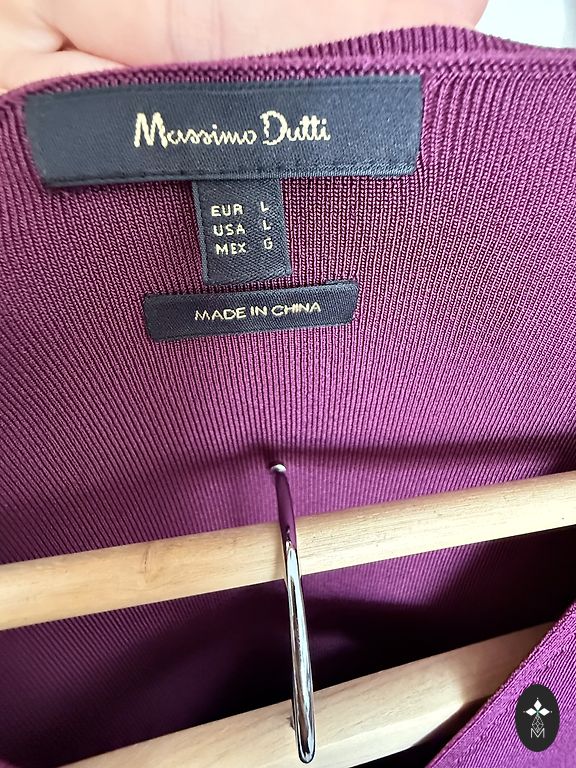 Massimo Dutti
EUR L
USA L
MEX G
MADE IN CHINA
M